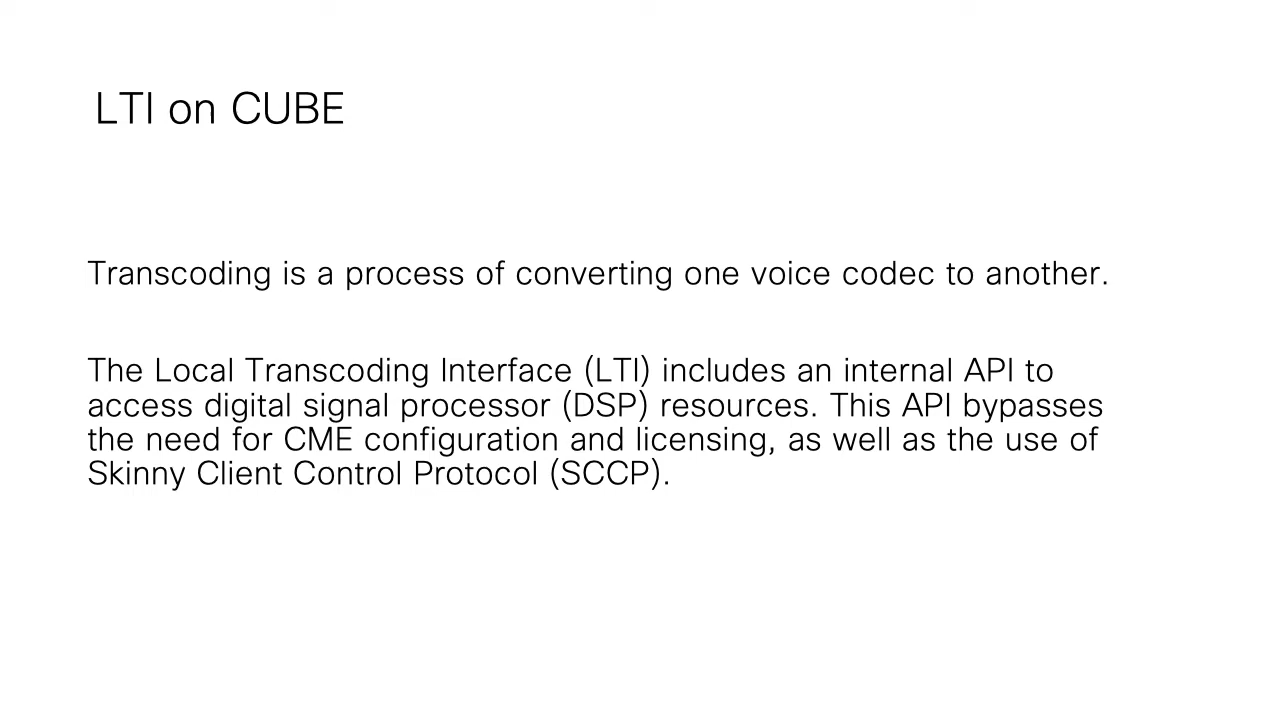 LTI on CUBE
Transcoding is a process of converting one voice codec to another.
The Local Transcoding Interface (LTI) includes an internal API to
access digital signal processor (DSP) resources. This API bypasses
the need for CME configuration and licensing, as well as the use of
Skinny Client Control Protocol (SCCP).